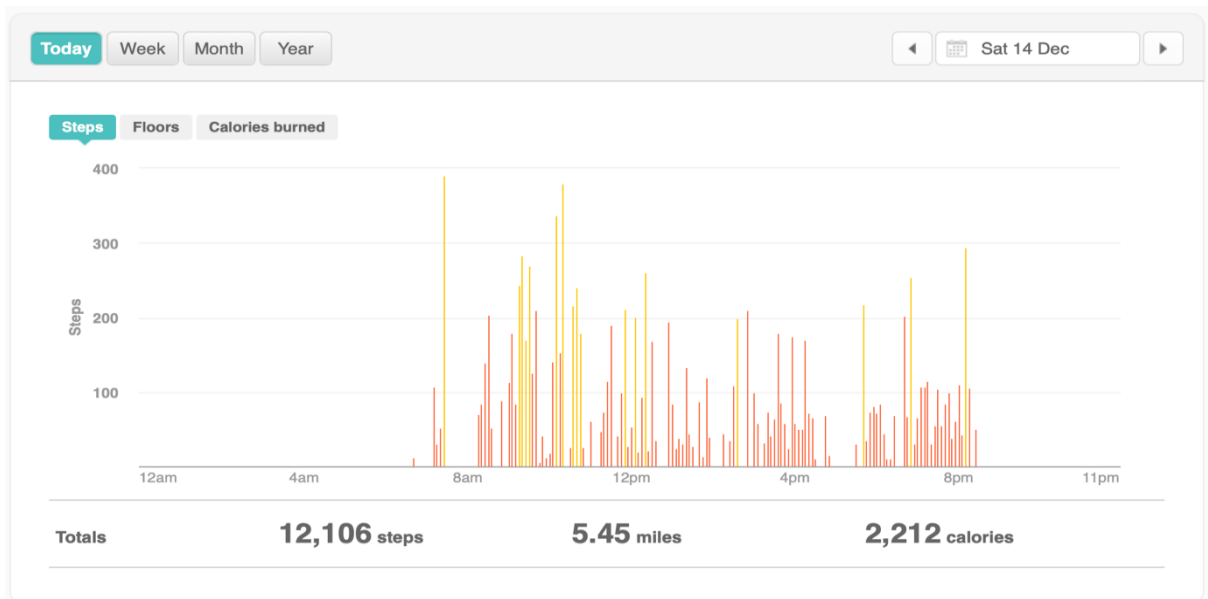 Today Week Month Year Sat 14 Dec
Steps Floors Calories burned
400
300
200
100
Steps
12am 4am 8am 12pm 4pm 8pm 11pm
Totals 12,106 steps 5.45 miles 2,212 calories